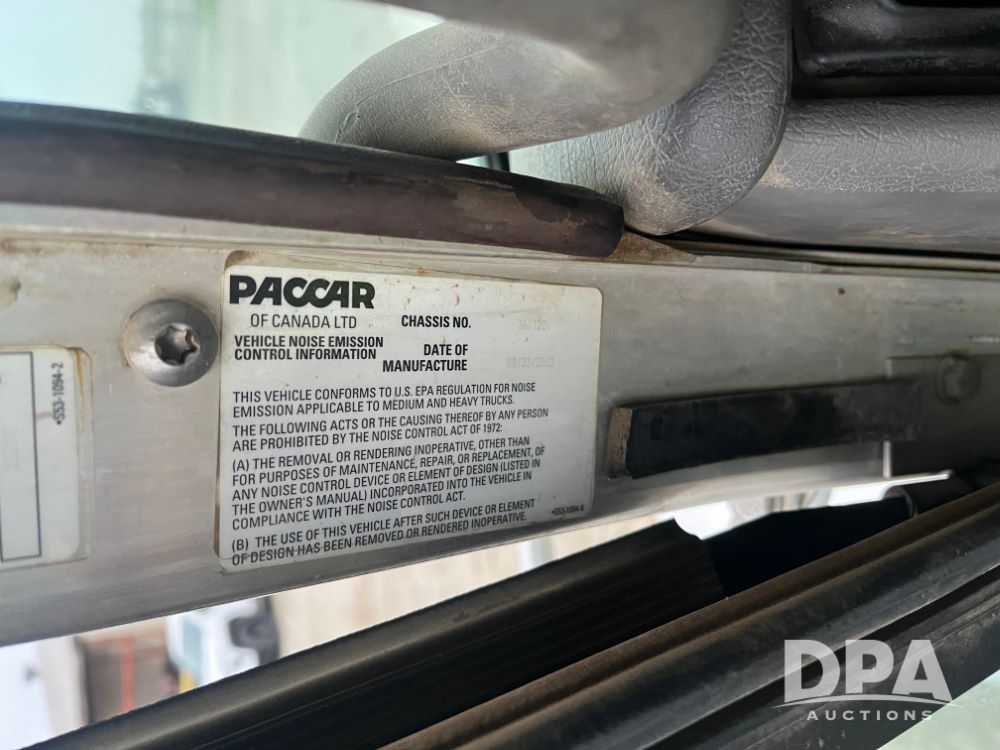 PACCAR
OF CANADA LTD
CHASSIS NO.
VEHICLE NOISE EMISSION
CONTROL INFORMATION
DATE OF
MANUFACTURE
THIS VEHICLE CONFORMS TO U.S. EPA REGULATION FOR NOISE
EMISSION APPLICABLE TO MEDIUM AND HEAVY TRUCKS.
THE FOLLOWING ACTS OR THE CAUSING THEREOF BY ANY PERSON
ARE PROHIBITED BY THE NOISE CONTROL ACT OF 1972:
(A) THE REMOVAL OR RENDERING INOPERATIVE, OTHER THAN
FOR PURPOSES OF MAINTENANCE, REPAIR, OR REPLACEMENT, OF
ANY NOISE CONTROL DEVICE OR ELEMENT OF DESIGN (LISTED IN
THE OWNER'S MANUAL) INCORPORATED INTO THE VEHICLE IN
COMPLIANCE WITH THE NOISE CONTROL ACT.
(B) THE USE OF THIS VEHICLE AFTER SUCH DEVICE OR ELEMENT
OF DESIGN HAS BEEN REMOVED OR RENDERED INOPERATIVE.
•S53-1094-2
DPA
AUCTIONS